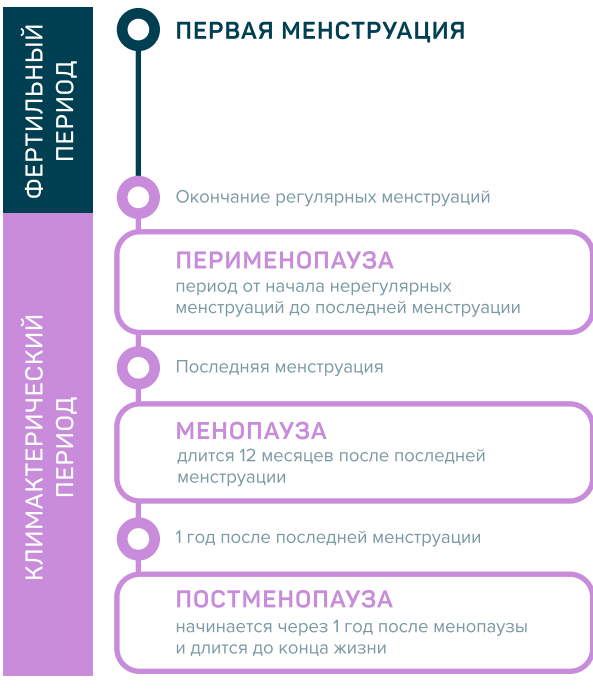 ФЕРТИЛЬНЫЙ
ПЕРИОД
ПЕРВАЯ МЕНСТРУАЦИЯ
Окончание регулярных менструаций
КЛИМАКТЕРИЧЕСКИЙ
ПЕРИОД
ПЕРИМЕНОПАУЗА
период от начала нерегулярных
менструаций до последней менструации
Последняя менструация
МЕНОПАУЗА
длится 12 месяцев после последней
менструации
1 год после последней менструации
ПОСТМЕНОПАУЗА
начинается через 1 год после менопаузы
и длится до конца жизни